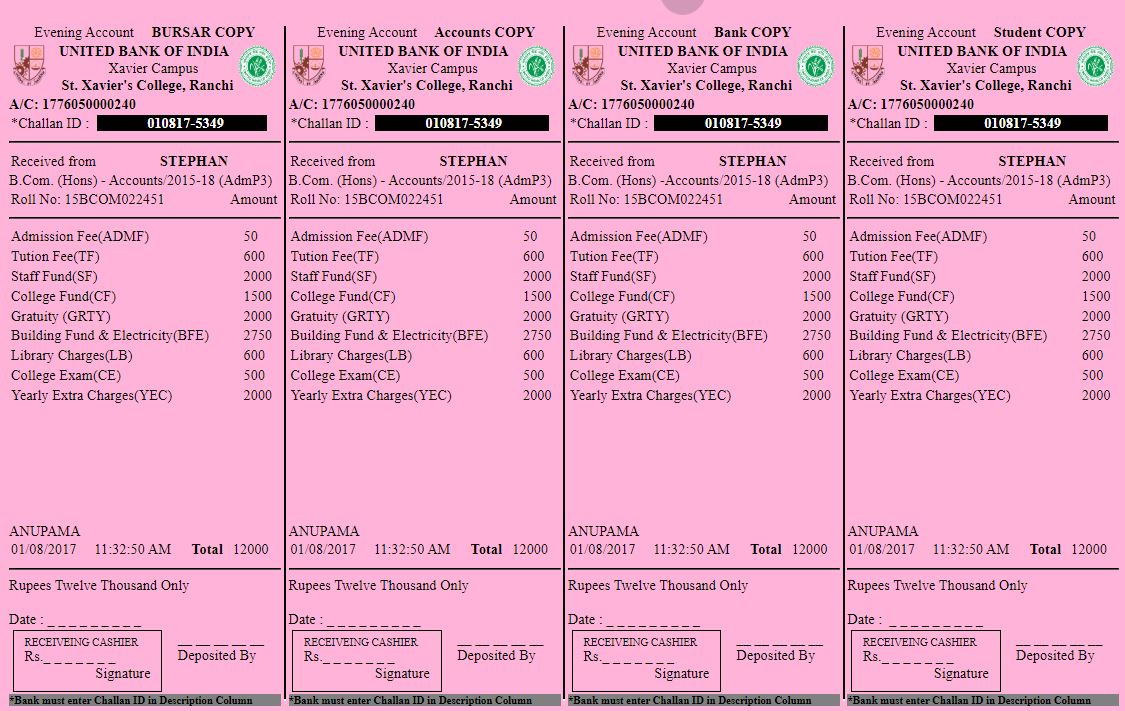 Evening Account BURSAR COPY
UNITED BANK OF INDIA
Xavier Campus
St. Xavier's College, Ranchi
A/C: 1776050000240
*Challan ID : 010817-5349
Received from STEPHAN
B.Com. (Hons) - Accounts/2015-18 (AdmP3)
Roll No: 15BCOM022451 Amount
Admission Fee(ADMF) 50
Tution Fee(TF) 600
Staff Fund(SF) 2000
College Fund(CF) 1500
Gratuity (GRTY) 2000
Building Fund & Electricity(BFE) 2750
Library Charges(LB) 600
College Exam(CE) 500
Yearly Extra Charges(YEC) 2000
ANUPAMA
01/08/2017 11:32:50 AM Total 12000
Rupees Twelve Thousand Only
Date : _ _ _ _ _ _ _ _ _
RECEIVEING CASHIER
Rs._ _ _ _ _ _ _
Signature
__ __ __ __ __
Deposited By
*Bank must enter Challan ID in Description Column
Evening Account Accounts COPY
UNITED BANK OF INDIA
Xavier Campus
St. Xavier's College, Ranchi
A/C: 1776050000240
*Challan ID : 010817-5349
Received from STEPHAN
B.Com. (Hons) - Accounts/2015-18 (AdmP3)
Roll No: 15BCOM022451 Amount
Admission Fee(ADMF) 50
Tution Fee(TF) 600
Staff Fund(SF) 2000
College Fund(CF) 1500
Gratuity (GRTY) 2000
Building Fund & Electricity(BFE) 2750
Library Charges(LB) 600
College Exam(CE) 500
Yearly Extra Charges(YEC) 2000
ANUPAMA
01/08/2017 11:32:50 AM Total 12000
Rupees Twelve Thousand Only
Date : _ _ _ _ _ _ _ _ _
RECEIVEING CASHIER
Rs._ _ _ _ _ _ _
Signature
__ __ __ __ __
Deposited By
*Bank must enter Challan ID in Description Column
Evening Account Bank COPY
UNITED BANK OF INDIA
Xavier Campus
St. Xavier's College, Ranchi
A/C: 1776050000240
*Challan ID : 010817-5349
Received from STEPHAN
B.Com. (Hons) -Accounts/2015-18 (AdmP3)
Roll No: 15BCOM022451 Amount
Admission Fee(ADMF) 50
Tution Fee(TF) 600
Staff Fund(SF) 2000
College Fund(CF) 1500
Gratuity (GRTY) 2000
Building Fund & Electricity(BFE) 2750
Library Charges(LB) 600
College Exam(CE) 500
Yearly Extra Charges(YEC) 2000
ANUPAMA
01/08/2017 11:32:50 AM Total 12000
Rupees Twelve Thousand Only
Date : _ _ _ _ _ _ _ _ _
RECEIVEING CASHIER
Rs._ _ _ _ _ _ _
Signature
__ __ __ __ __
Deposited By
*Bank must enter Challan ID in Description Column
Evening Account Student COPY
UNITED BANK OF INDIA
Xavier Campus
St. Xavier's College, Ranchi
A/C: 1776050000240
*Challan ID : 010817-5349
Received from STEPHAN
B.Com. (Hons) - Accounts/2015-18 (AdmP3)
Roll No: 15BCOM022451 Amount
Admission Fee(ADMF) 50
Tution Fee(TF) 600
Staff Fund(SF) 2000
College Fund(CF) 1500
Gratuity (GRTY) 2000
Building Fund & Electricity(BFE) 2750
Library Charges(LB) 600
College Exam(CE) 500
Yearly Extra Charges(YEC) 2000
ANUPAMA
01/08/2017 11:32:50 AM Total 12000
Rupees Twelve Thousand Only
Date : _ _ _ _ _ _ _ _ _
RECEIVEING CASHIER
Rs._ _ _ _ _ _ _
Signature
__ __ __ __ __
Deposited By
*Bank must enter Challan ID in Description Column